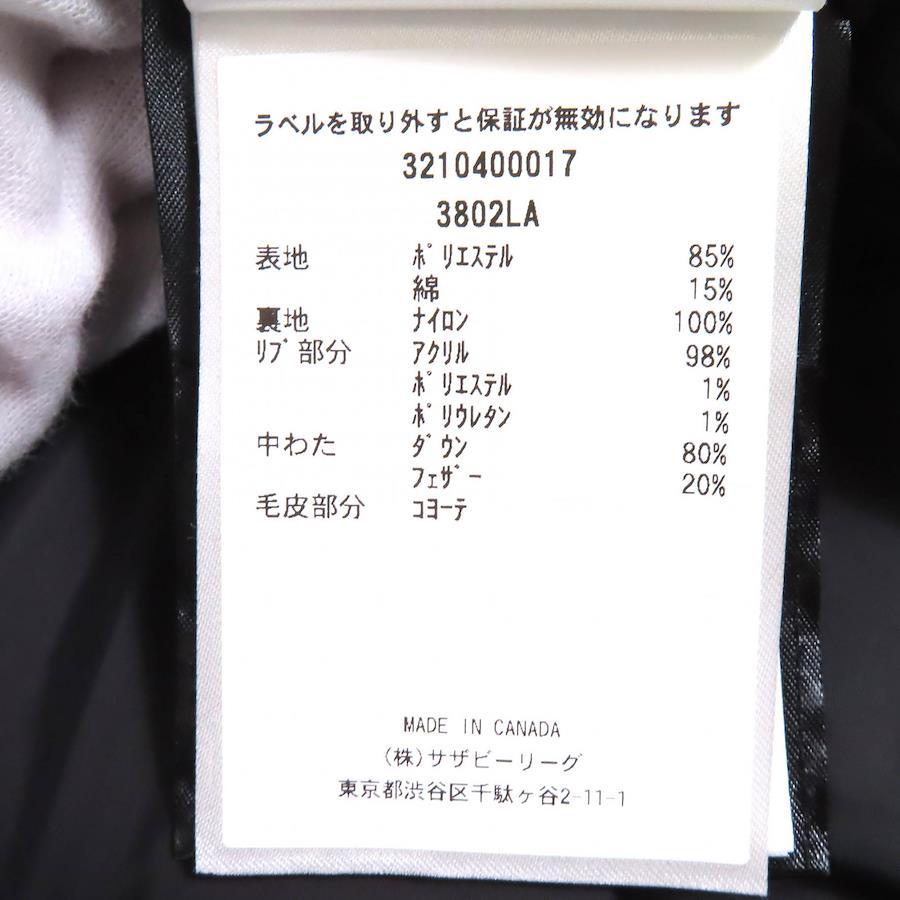 ラベルを取り外すと保証が無効になります
3210400017
3802LA
表地 ﾎﾟﾘｴｽﾃﾙ 85%
綿 15%
裏地 ﾅｲﾛﾝ 100%
ﾘﾌﾞ部分 ｱｸﾘﾙ 98%
ﾎﾟﾘｴｽﾃﾙ 1%
ﾎﾟﾘｳﾚﾀﾝ 1%
中わた ﾀﾞｳﾝ 80%
ﾌｪｻﾞｰ 20%
毛皮部分 ｺﾖｰﾃ
MADE IN CANADA
(株)サザビーリーグ
東京都渋谷区千駄ヶ谷2-11-1